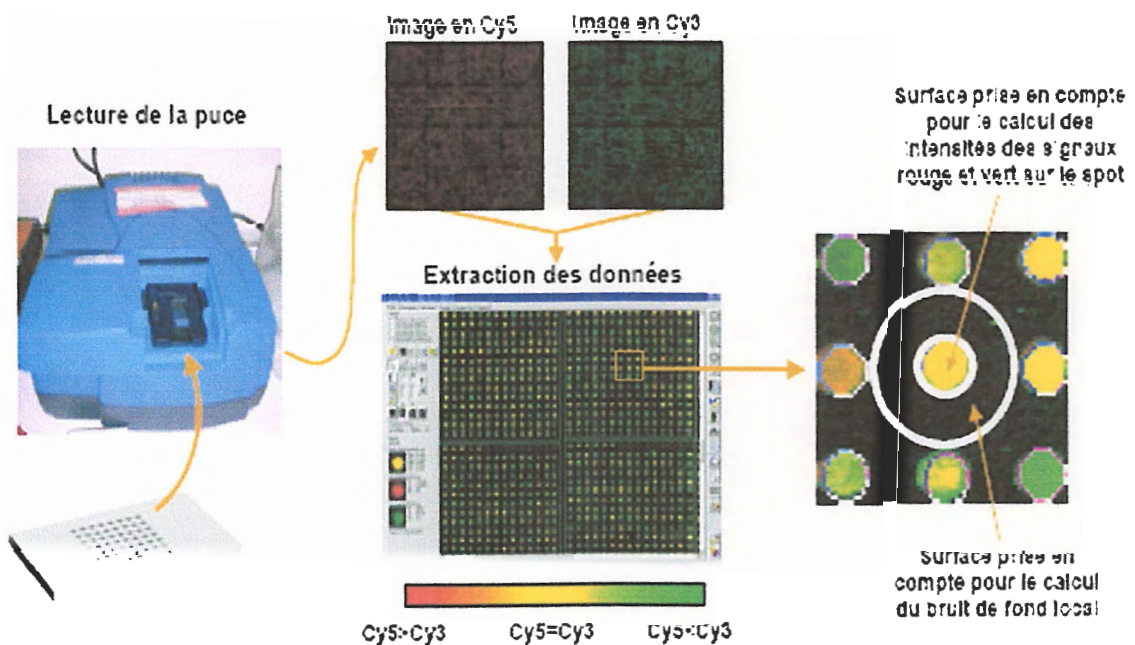 Image en Cy5
Image en Cy3
Lecture de la puce
Surface prise en compte
pour le calcul des
intensités des signaux
rouge et vert sur le spot
Extraction des données
Surface prise en
compte pour le calcul
du bruit de fond local
Cy5>Cy3
Cy5=Cy3
Cy5<Cy3